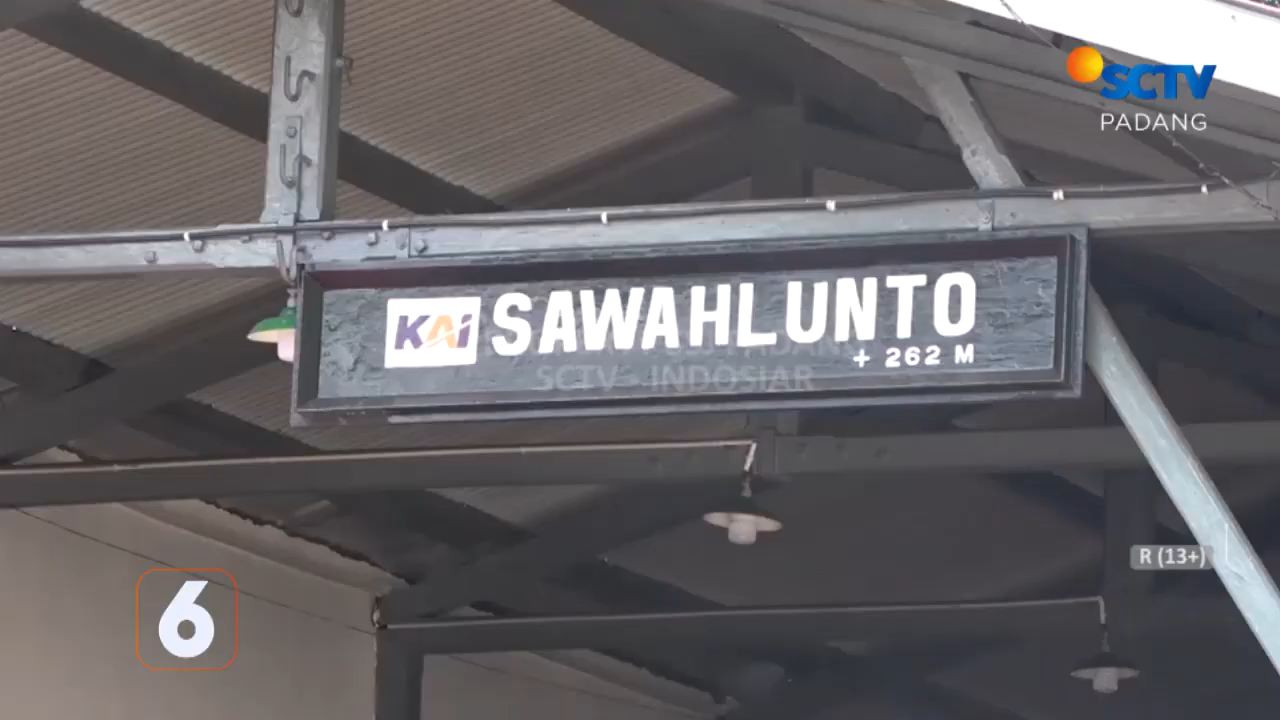 SCTV
PADANG
KAI SAWAHLUNTO
+ 262 M
SCTV - INDOSIAR
R (13+)
6